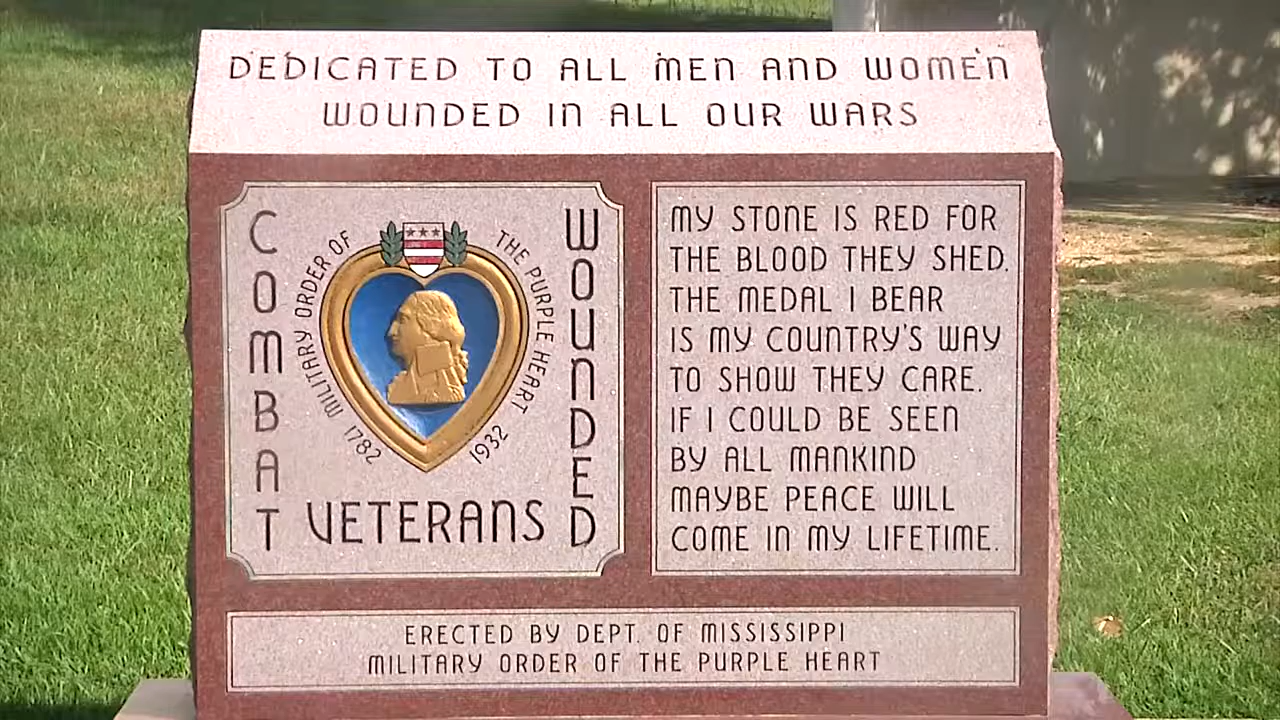 DEDICATED TO ALL MEN AND WOMEN
WOUNDED IN ALL OUR WARS
COMBAT
WOUNDED
VETERANS
MILITARY ORDER OF
THE PURPLE HEART
1782
1932
MY STONE IS RED FOR
THE BLOOD THEY SHED.
THE MEDAL I BEAR
IS MY COUNTRY'S WAY
TO SHOW THEY CARE.
IF I COULD BE SEEN
BY ALL MANKIND
MAYBE PEACE WILL
COME IN MY LIFETIME.
ERECTED BY DEPT. OF MISSISSIPPI
MILITARY ORDER OF THE PURPLE HEART